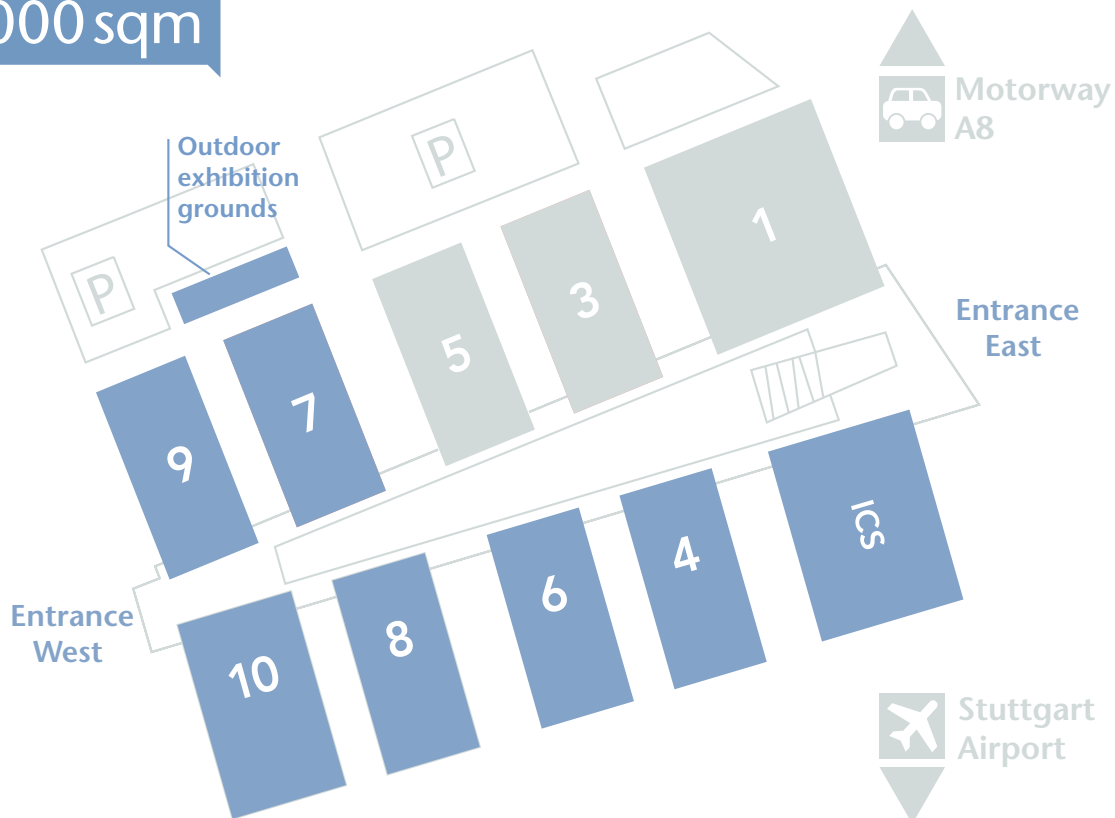 000 sqm
Motorway
A8
Outdoor
exhibition
grounds
P
P
1
3
5
7
9
Entrance
East
ICS
4
6
8
10
Entrance
West
Stuttgart
Airport